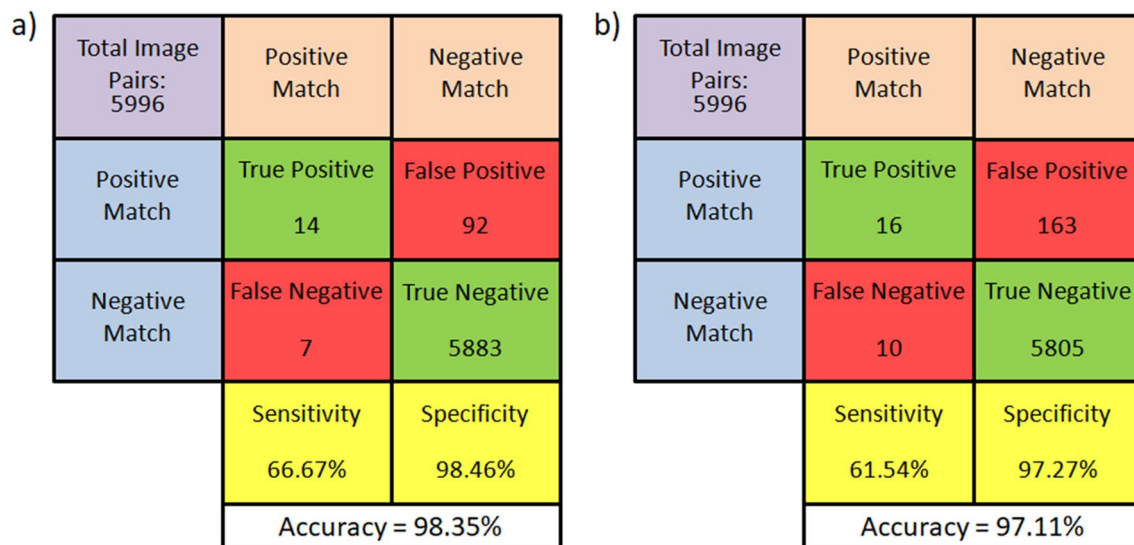 a)
Total Image
Pairs:
5996
Positive
Match
Negative
Match
Positive
Match
True Positive
14
False Positive
92
Negative
Match
False Negative
7
True Negative
5883
Sensitivity
66.67%
Specificity
98.46%
Accuracy = 98.35%
b)
Total Image
Pairs:
5996
Positive
Match
Negative
Match
Positive
Match
True Positive
16
False Positive
163
Negative
Match
False Negative
10
True Negative
5805
Sensitivity
61.54%
Specificity
97.27%
Accuracy = 97.11%